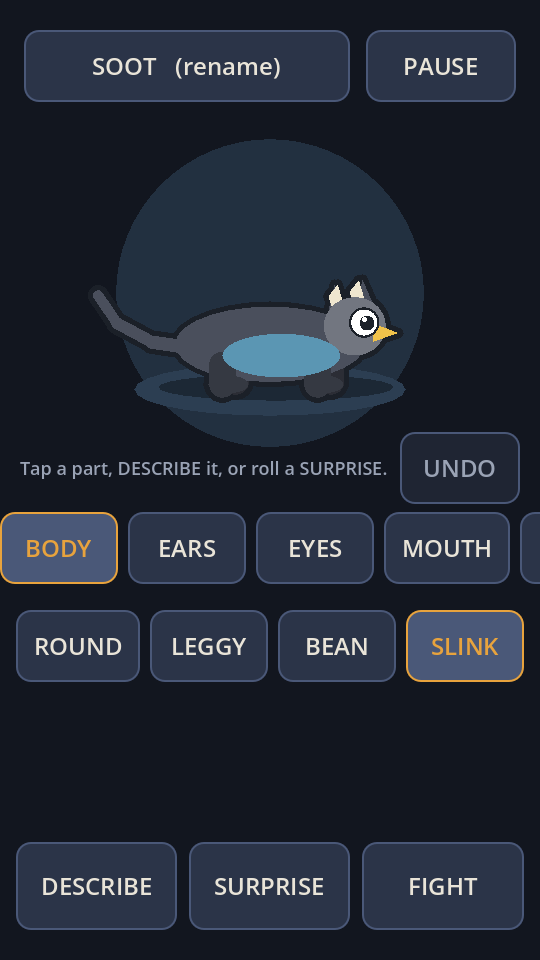 SOOT (rename)
PAUSE
Tap a part, DESCRIBE it, or roll a SURPRISE.
UNDO
BODY
EARS
EYES
MOUTH
ROUND
LEGGY
BEAN
SLINK
DESCRIBE
SURPRISE
FIGHT